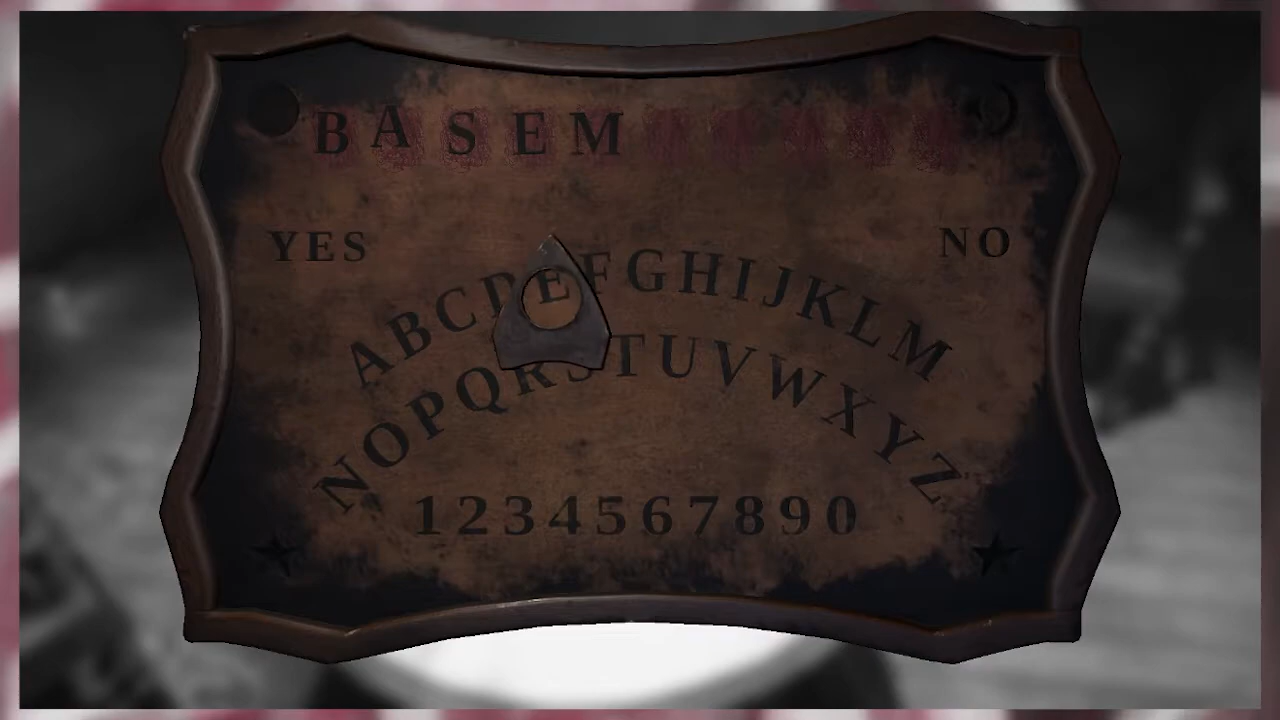 BASEM
YES NO
ABCDEFGHIJKLM
NOPQRSTUVWXYZ
1234567890